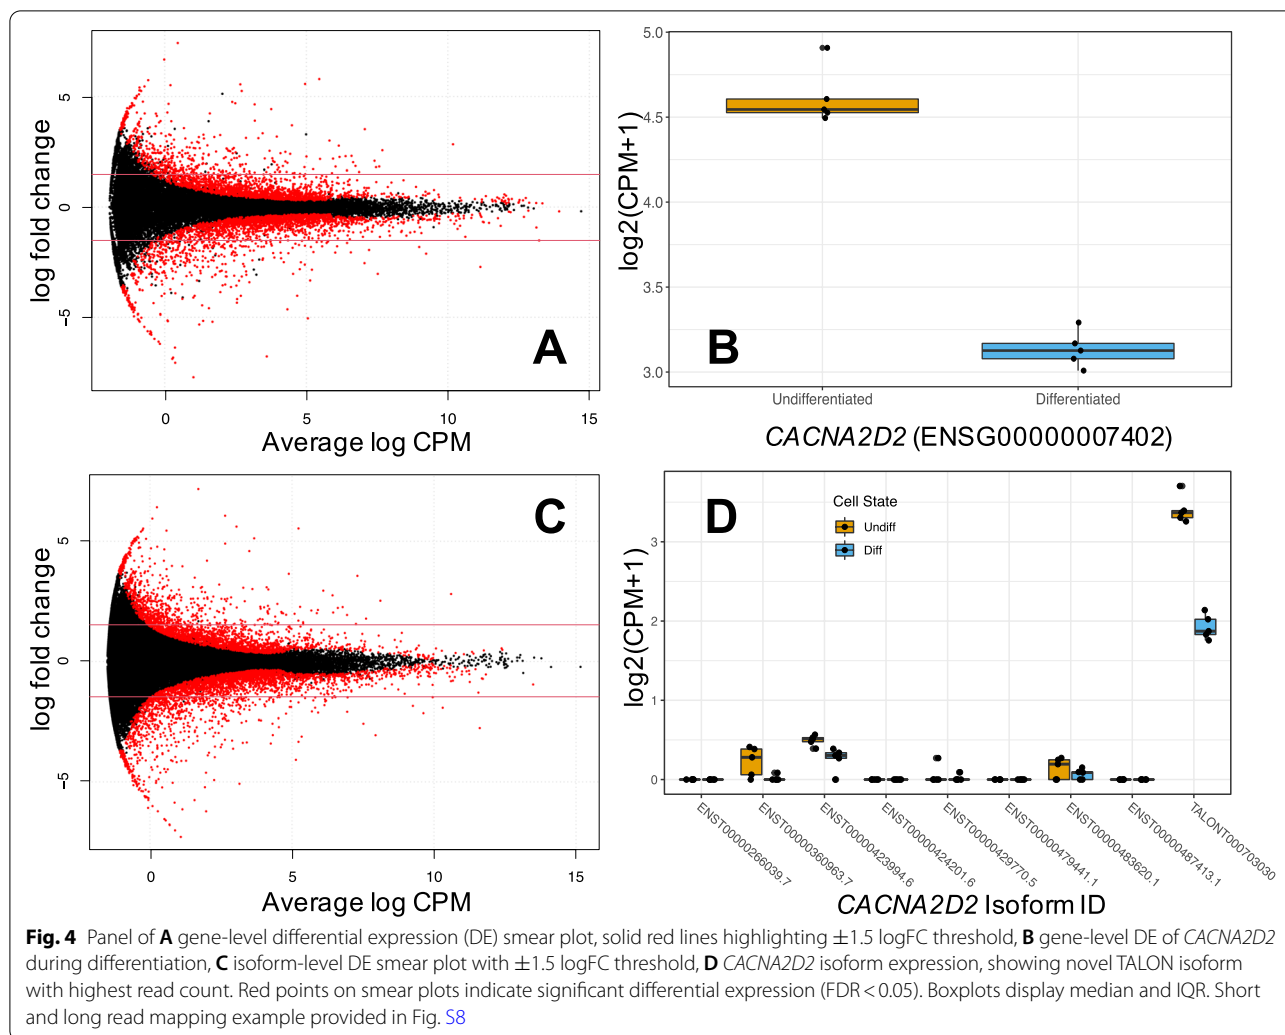 log fold change
5
0
−5
A
0
5
10
15
Average log CPM
log2(CPM+1)
5.0
4.5
4.0
3.5
3.0
B
Undifferentiated
Differentiated
CACNA2D2 (ENSG00000007402)
log fold change
5
0
−5
C
0
5
10
15
Average log CPM
log2(CPM+1)
3
2
1
0
D
Cell State
Undiff
Diff
ENST00000266039.7
ENST00000360963.7
ENST00000423994.6
ENST00000424201.6
ENST00000429770.5
ENST00000479441.1
ENST00000483620.1
ENST00000487413.1
TALONT000703030
CACNA2D2 Isoform ID
Fig. 4 Panel of A gene-level differential expression (DE) smear plot, solid red lines highlighting ±1.5 logFC threshold, B gene-level DE of CACNA2D2
during differentiation, C isoform-level DE smear plot with ±1.5 logFC threshold, D CACNA2D2 isoform expression, showing novel TALON isoform
with highest read count. Red points on smear plots indicate significant differential expression (FDR < 0.05). Boxplots display median and IQR. Short
and long read mapping example provided in Fig. S8